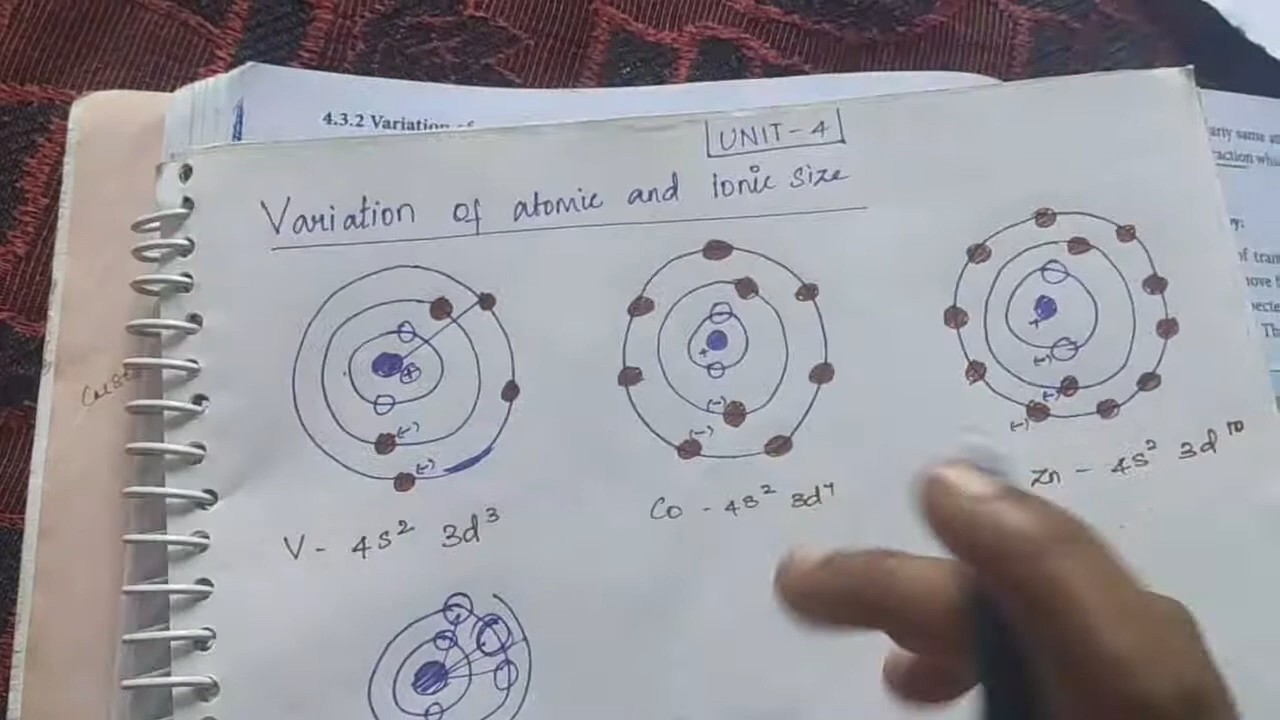 4.3.2 Variation
UNIT-4
Variation of atomic and ionic size
V - 4s² 3d³
Co - 4s² 3d⁷
Zn - 4s² 3d¹⁰
+
+
+
(-)
(-)
(-)
(-)
(-)
(-)
(-)
same